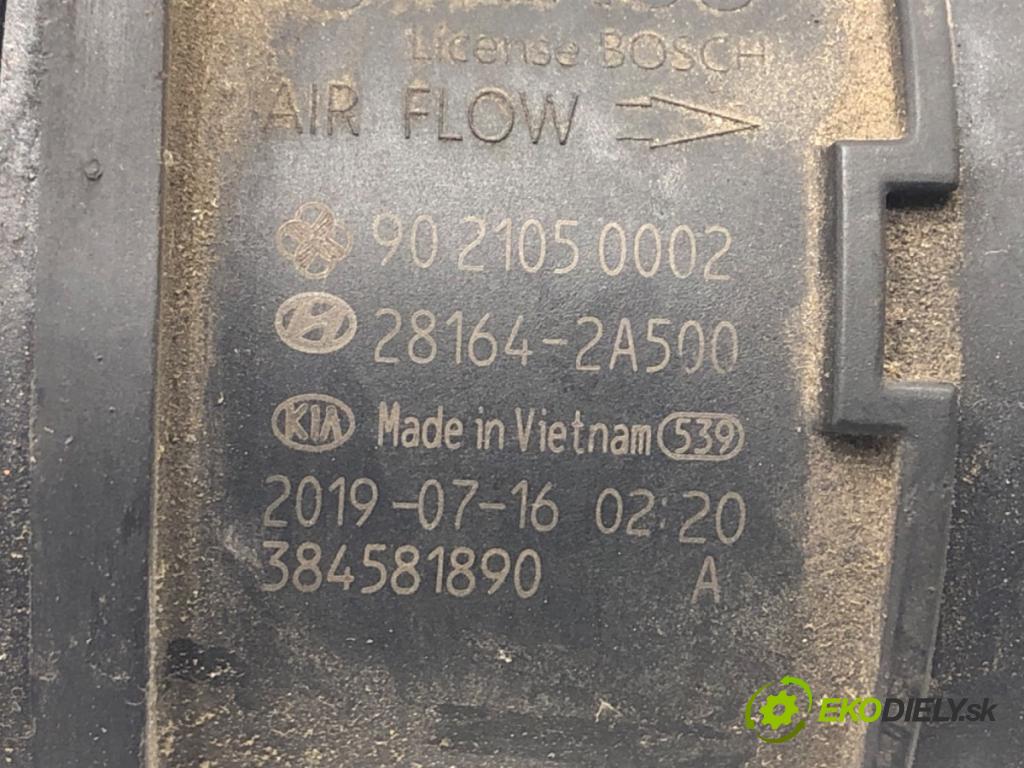 License BOSCH
AIR FLOW
90 2105 0002
28164-2A500
KIA Made in Vietnam 539
2019-07-16 02:20
384581890 A
EKODIELY.sk